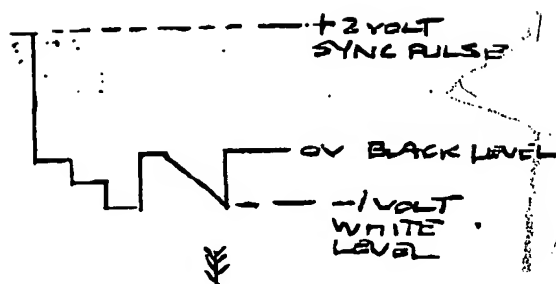 +2 VOLT
SYNC PULSE
0V BLACK LEVEL
-1 VOLT
WHITE
LEVEL